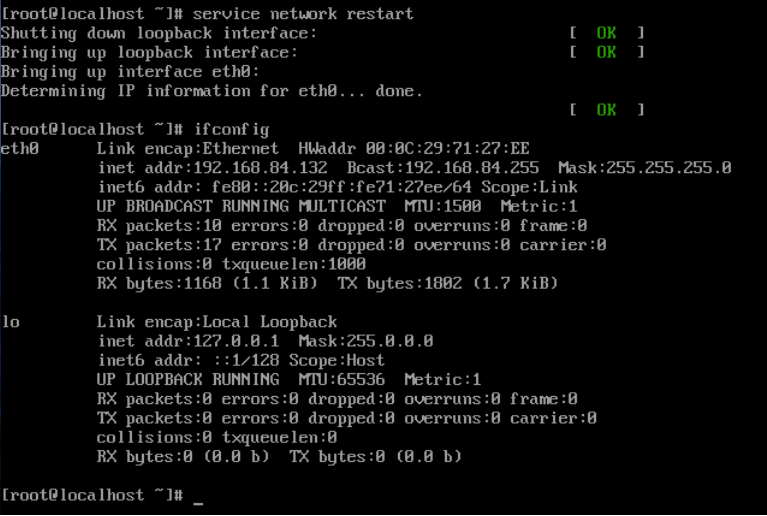 [root@localhost ~]# service network restart
Shutting down loopback interface: [ OK ]
Bringing up loopback interface: [ OK ]
Bringing up interface eth0:
Determining IP information for eth0... done.
[ OK ]
[root@localhost ~]# ifconfig
eth0 Link encap:Ethernet HWaddr 00:0C:29:71:27:EE
inet addr:192.168.84.132 Bcast:192.168.84.255 Mask:255.255.255.0
inet6 addr: fe80::20c:29ff:fe71:27ee/64 Scope:Link
UP BROADCAST RUNNING MULTICAST MTU:1500 Metric:1
RX packets:10 errors:0 dropped:0 overruns:0 frame:0
TX packets:17 errors:0 dropped:0 overruns:0 carrier:0
collisions:0 txqueuelen:1000
RX bytes:1168 (1.1 KiB) TX bytes:1802 (1.7 KiB)
lo Link encap:Local Loopback
inet addr:127.0.0.1 Mask:255.0.0.0
inet6 addr: ::1/128 Scope:Host
UP LOOPBACK RUNNING MTU:65536 Metric:1
RX packets:0 errors:0 dropped:0 overruns:0 frame:0
TX packets:0 errors:0 dropped:0 overruns:0 carrier:0
collisions:0 txqueuelen:0
RX bytes:0 (0.0 b) TX bytes:0 (0.0 b)
[root@localhost ~]# _